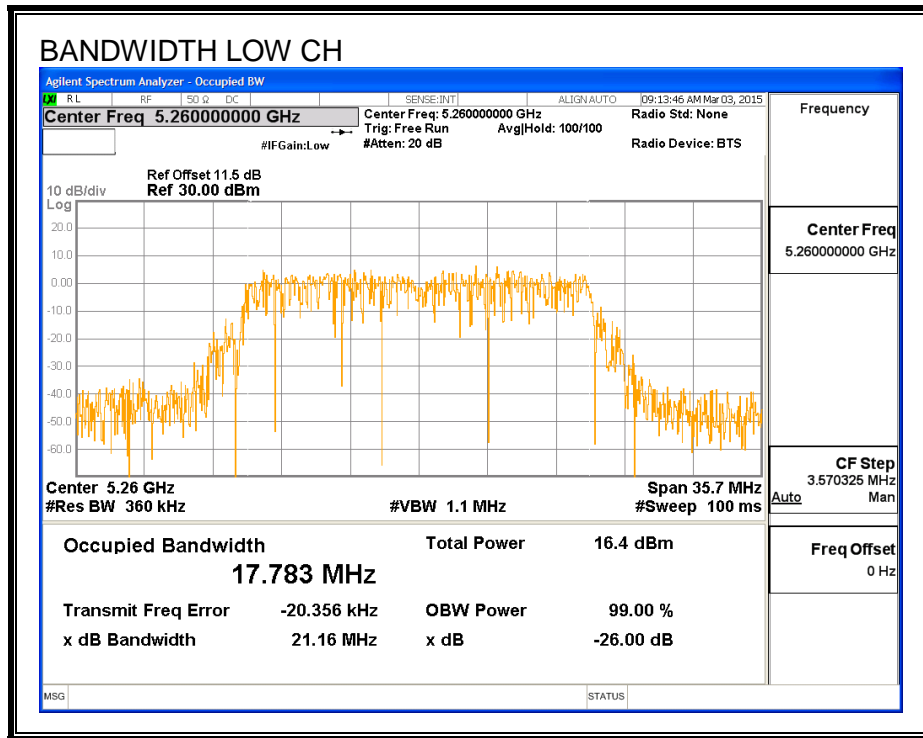 BANDWIDTH LOW CH
Agilent Spectrum Analyzer - Occupied BW
LXI RL RF 50 Ω DC SENSE:INT ALIGN AUTO 09:13:46 AM Mar 03, 2015
Center Freq 5.260000000 GHz
Center Freq: 5.260000000 GHz Radio Std: None
Trig: Free Run Avg|Hold: 100/100
#IFGain:Low #Atten: 20 dB Radio Device: BTS
Ref Offset 11.5 dB
10 dB/div Ref 30.00 dBm
Log
20.0
10.0
0.00
-10.0
-20.0
-30.0
-40.0
-50.0
-60.0
Center 5.26 GHz Span 35.7 MHz
#Res BW 360 kHz #VBW 1.1 MHz #Sweep 100 ms
Occupied Bandwidth Total Power 16.4 dBm
17.783 MHz
Transmit Freq Error -20.356 kHz OBW Power 99.00 %
x dB Bandwidth 21.16 MHz x dB -26.00 dB
Frequency
Center Freq
5.260000000 GHz
CF Step
3.570325 MHz
Auto Man
Freq Offset
0 Hz
MSG STATUS